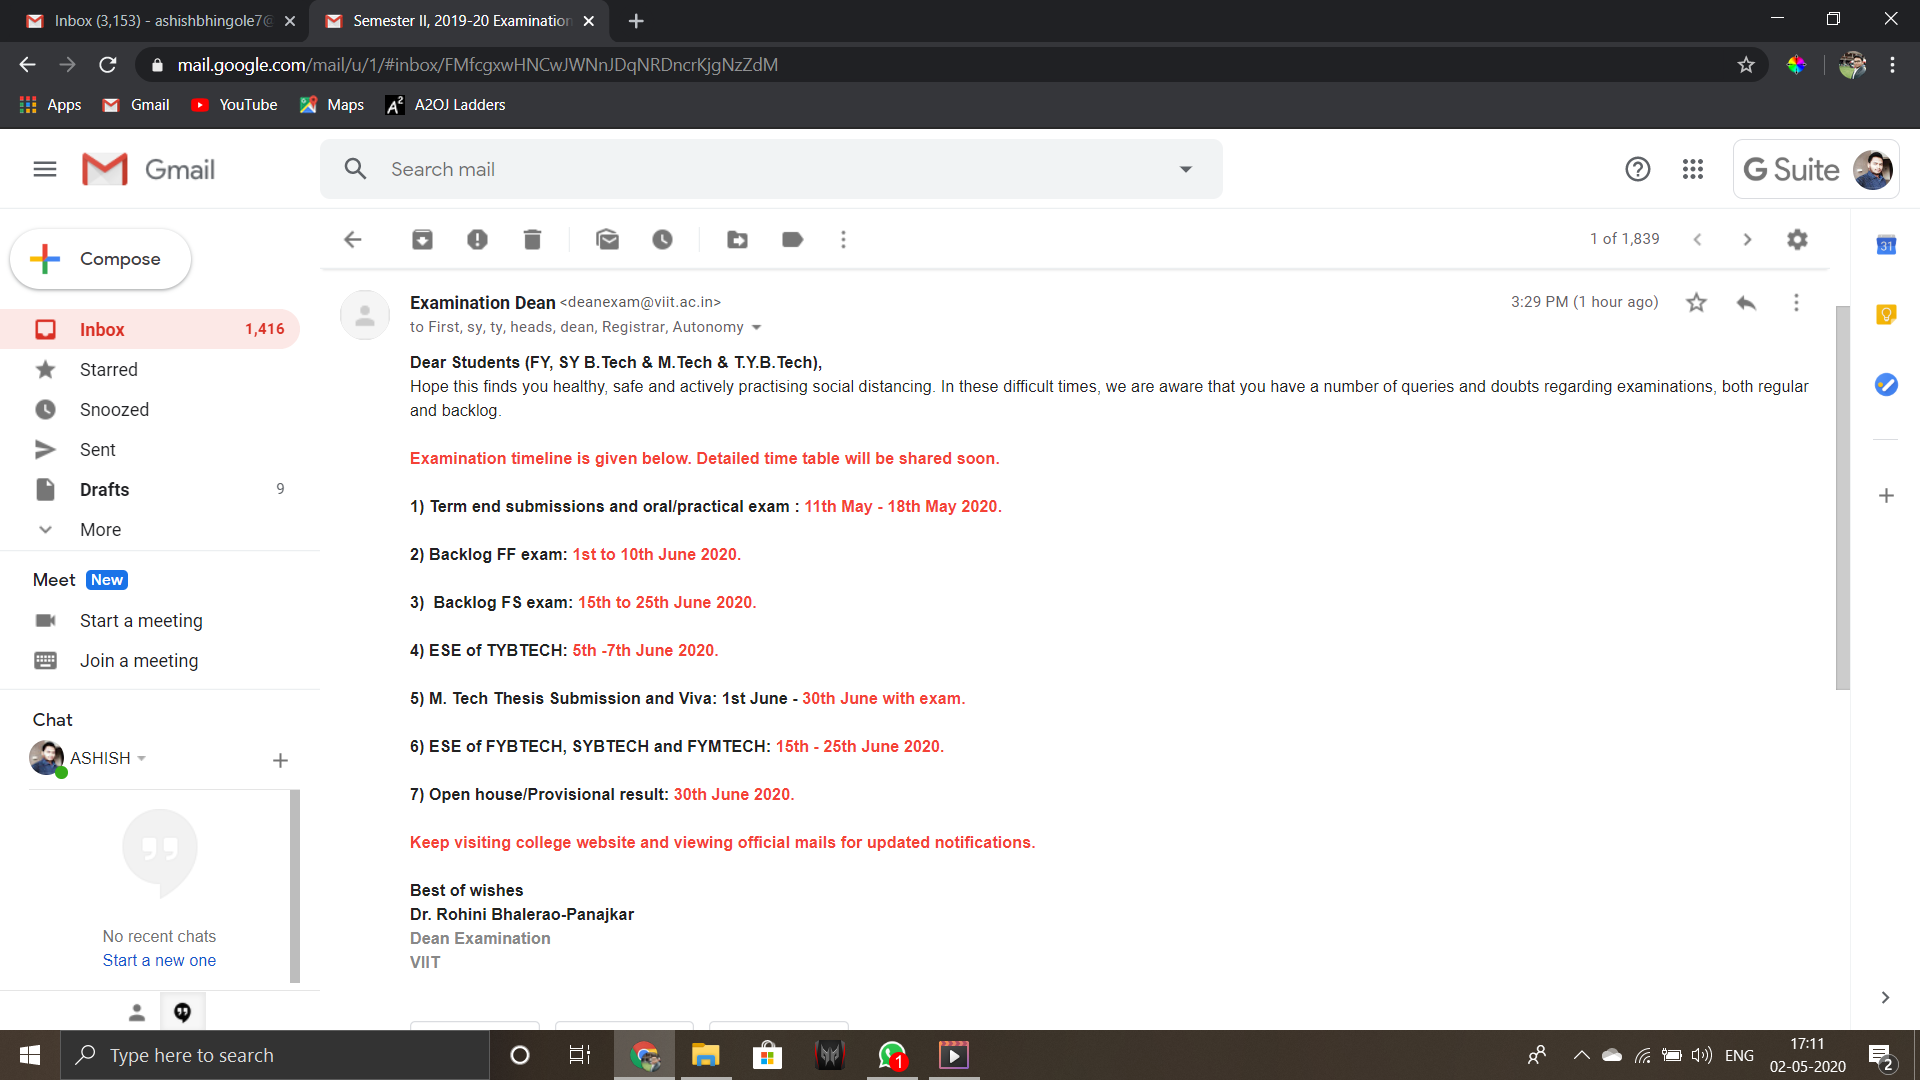 Inbox (3,153) - ashishbhingole7@
Semester II, 2019-20 Examination
mail.google.com/mail/u/1/#inbox/FMfcgxwHNCwJWNnJDqNRDncrKjgNzZdM
Apps
Gmail
YouTube
Maps
A2OJ Ladders
Gmail
Search mail
G Suite
Compose
1 of 1,839
31
Inbox 1,416
Starred
Snoozed
Sent
Drafts 9
More
Meet New
Start a meeting
Join a meeting
Chat
ASHISH
No recent chats
Start a new one
Examination Dean <deanexam@viit.ac.in>
3:29 PM (1 hour ago)
to First, sy, ty, heads, dean, Registrar, Autonomy
Dear Students (FY, SY B.Tech & M.Tech & T.Y.B.Tech),
Hope this finds you healthy, safe and actively practising social distancing. In these difficult times, we are aware that you have a number of queries and doubts regarding examinations, both regular
and backlog.
Examination timeline is given below. Detailed time table will be shared soon.
1) Term end submissions and oral/practical exam : 11th May - 18th May 2020.
2) Backlog FF exam: 1st to 10th June 2020.
3) Backlog FS exam: 15th to 25th June 2020.
4) ESE of TYBTECH: 5th -7th June 2020.
5) M. Tech Thesis Submission and Viva: 1st June - 30th June with exam.
6) ESE of FYBTECH, SYBTECH and FYMTECH: 15th - 25th June 2020.
7) Open house/Provisional result: 30th June 2020.
Keep visiting college website and viewing official mails for updated notifications.
Best of wishes
Dr. Rohini Bhalerao-Panajkar
Dean Examination
VIIT
Type here to search
1
ENG
17:11
02-05-2020
2